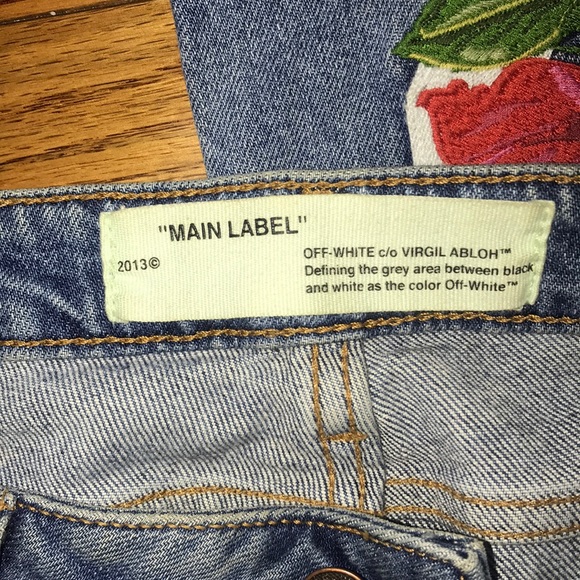 "MAIN LABEL"
2013©
OFF-WHITE c/o VIRGIL ABLOH™
Defining the grey area between black
and white as the color Off-White™